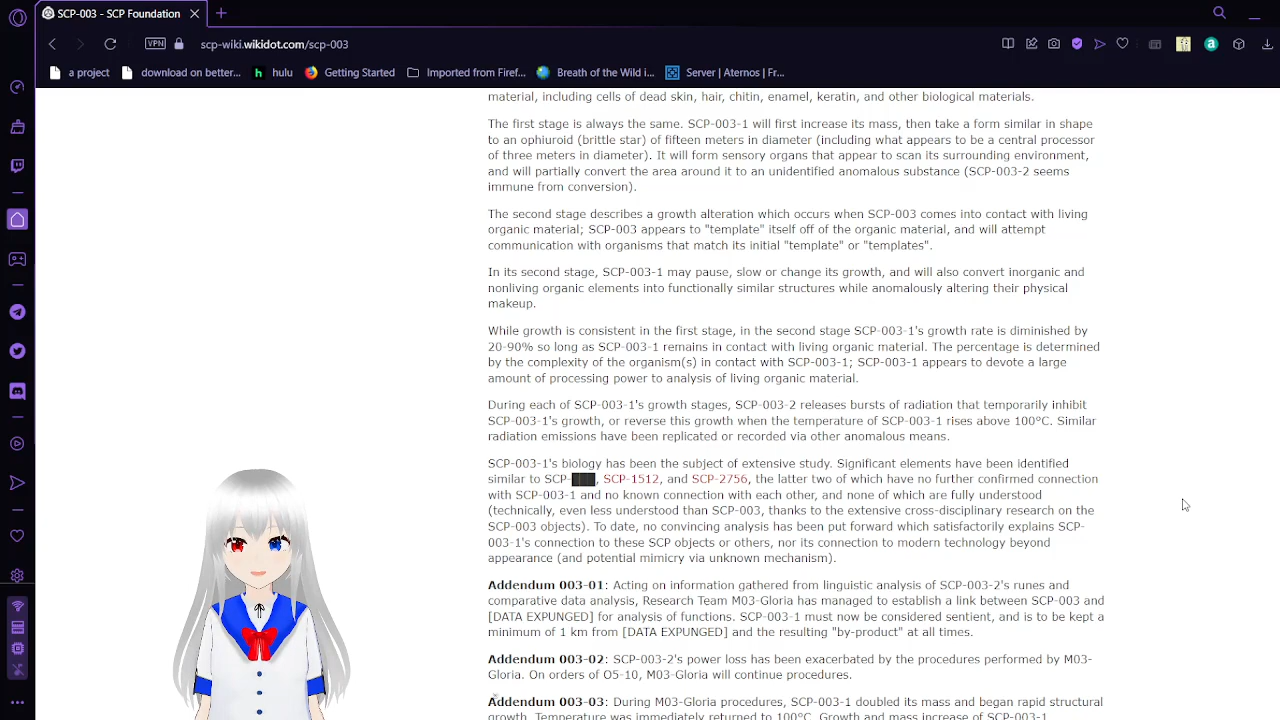 SCP-003 - SCP Foundation
VPN
scp-wiki.wikidot.com/scp-003
a project
download on better...
h
hulu
Getting Started
Imported from Firef...
Breath of the Wild i...
Server | Aternos | Fr...
material, including cells of dead skin, hair, chitin, enamel, keratin, and other biological materials.
The first stage is always the same. SCP-003-1 will first increase its mass, then take a form similar in shape
to an ophiuroid (brittle star) of fifteen meters in diameter (including what appears to be a central processor
of three meters in diameter). It will form sensory organs that appear to scan its surrounding environment,
and will partially convert the area around it to an unidentified anomalous substance (SCP-003-2 seems
immune from conversion).
The second stage describes a growth alteration which occurs when SCP-003 comes into contact with living
organic material; SCP-003 appears to "template" itself off of the organic material, and will attempt
communication with organisms that match its initial "template" or "templates".
In its second stage, SCP-003-1 may pause, slow or change its growth, and will also convert inorganic and
nonliving organic elements into functionally similar structures while anomalously altering their physical
makeup.
While growth is consistent in the first stage, in the second stage SCP-003-1's growth rate is diminished by
20-90% so long as SCP-003-1 remains in contact with living organic material. The percentage is determined
by the complexity of the organism(s) in contact with SCP-003-1; SCP-003-1 appears to devote a large
amount of processing power to analysis of living organic material.
During each of SCP-003-1's growth stages, SCP-003-2 releases bursts of radiation that temporarily inhibit
SCP-003-1's growth, or reverse this growth when the temperature of SCP-003-1 rises above 100°C. Similar
radiation emissions have been replicated or recorded via other anomalous means.
SCP-003-1's biology has been the subject of extensive study. Significant elements have been identified
similar to SCP-███, SCP-1512, and SCP-2756, the latter two of which have no further confirmed connection
with SCP-003-1 and no known connection with each other, and none of which are fully understood
(technically, even less understood than SCP-003, thanks to the extensive cross-disciplinary research on the
SCP-003 objects). To date, no convincing analysis has been put forward which satisfactorily explains SCP-
003-1's connection to these SCP objects or others, nor its connection to modern technology beyond
appearance (and potential mimicry via unknown mechanism).
Addendum 003-01: Acting on information gathered from linguistic analysis of SCP-003-2's runes and
comparative data analysis, Research Team M03-Gloria has managed to establish a link between SCP-003 and
[DATA EXPUNGED] for analysis of functions. SCP-003-1 must now be considered sentient, and is to be kept a
minimum of 1 km from [DATA EXPUNGED] and the resulting "by-product" at all times.
Addendum 003-02: SCP-003-2's power loss has been exacerbated by the procedures performed by M03-
Gloria. On orders of O5-10, M03-Gloria will continue procedures.
Addendum 003-03: During M03-Gloria procedures, SCP-003-1 doubled its mass and began rapid structural
growth. Temperature was immediately returned to 100°C. Growth and mass increase of SCP-003-1